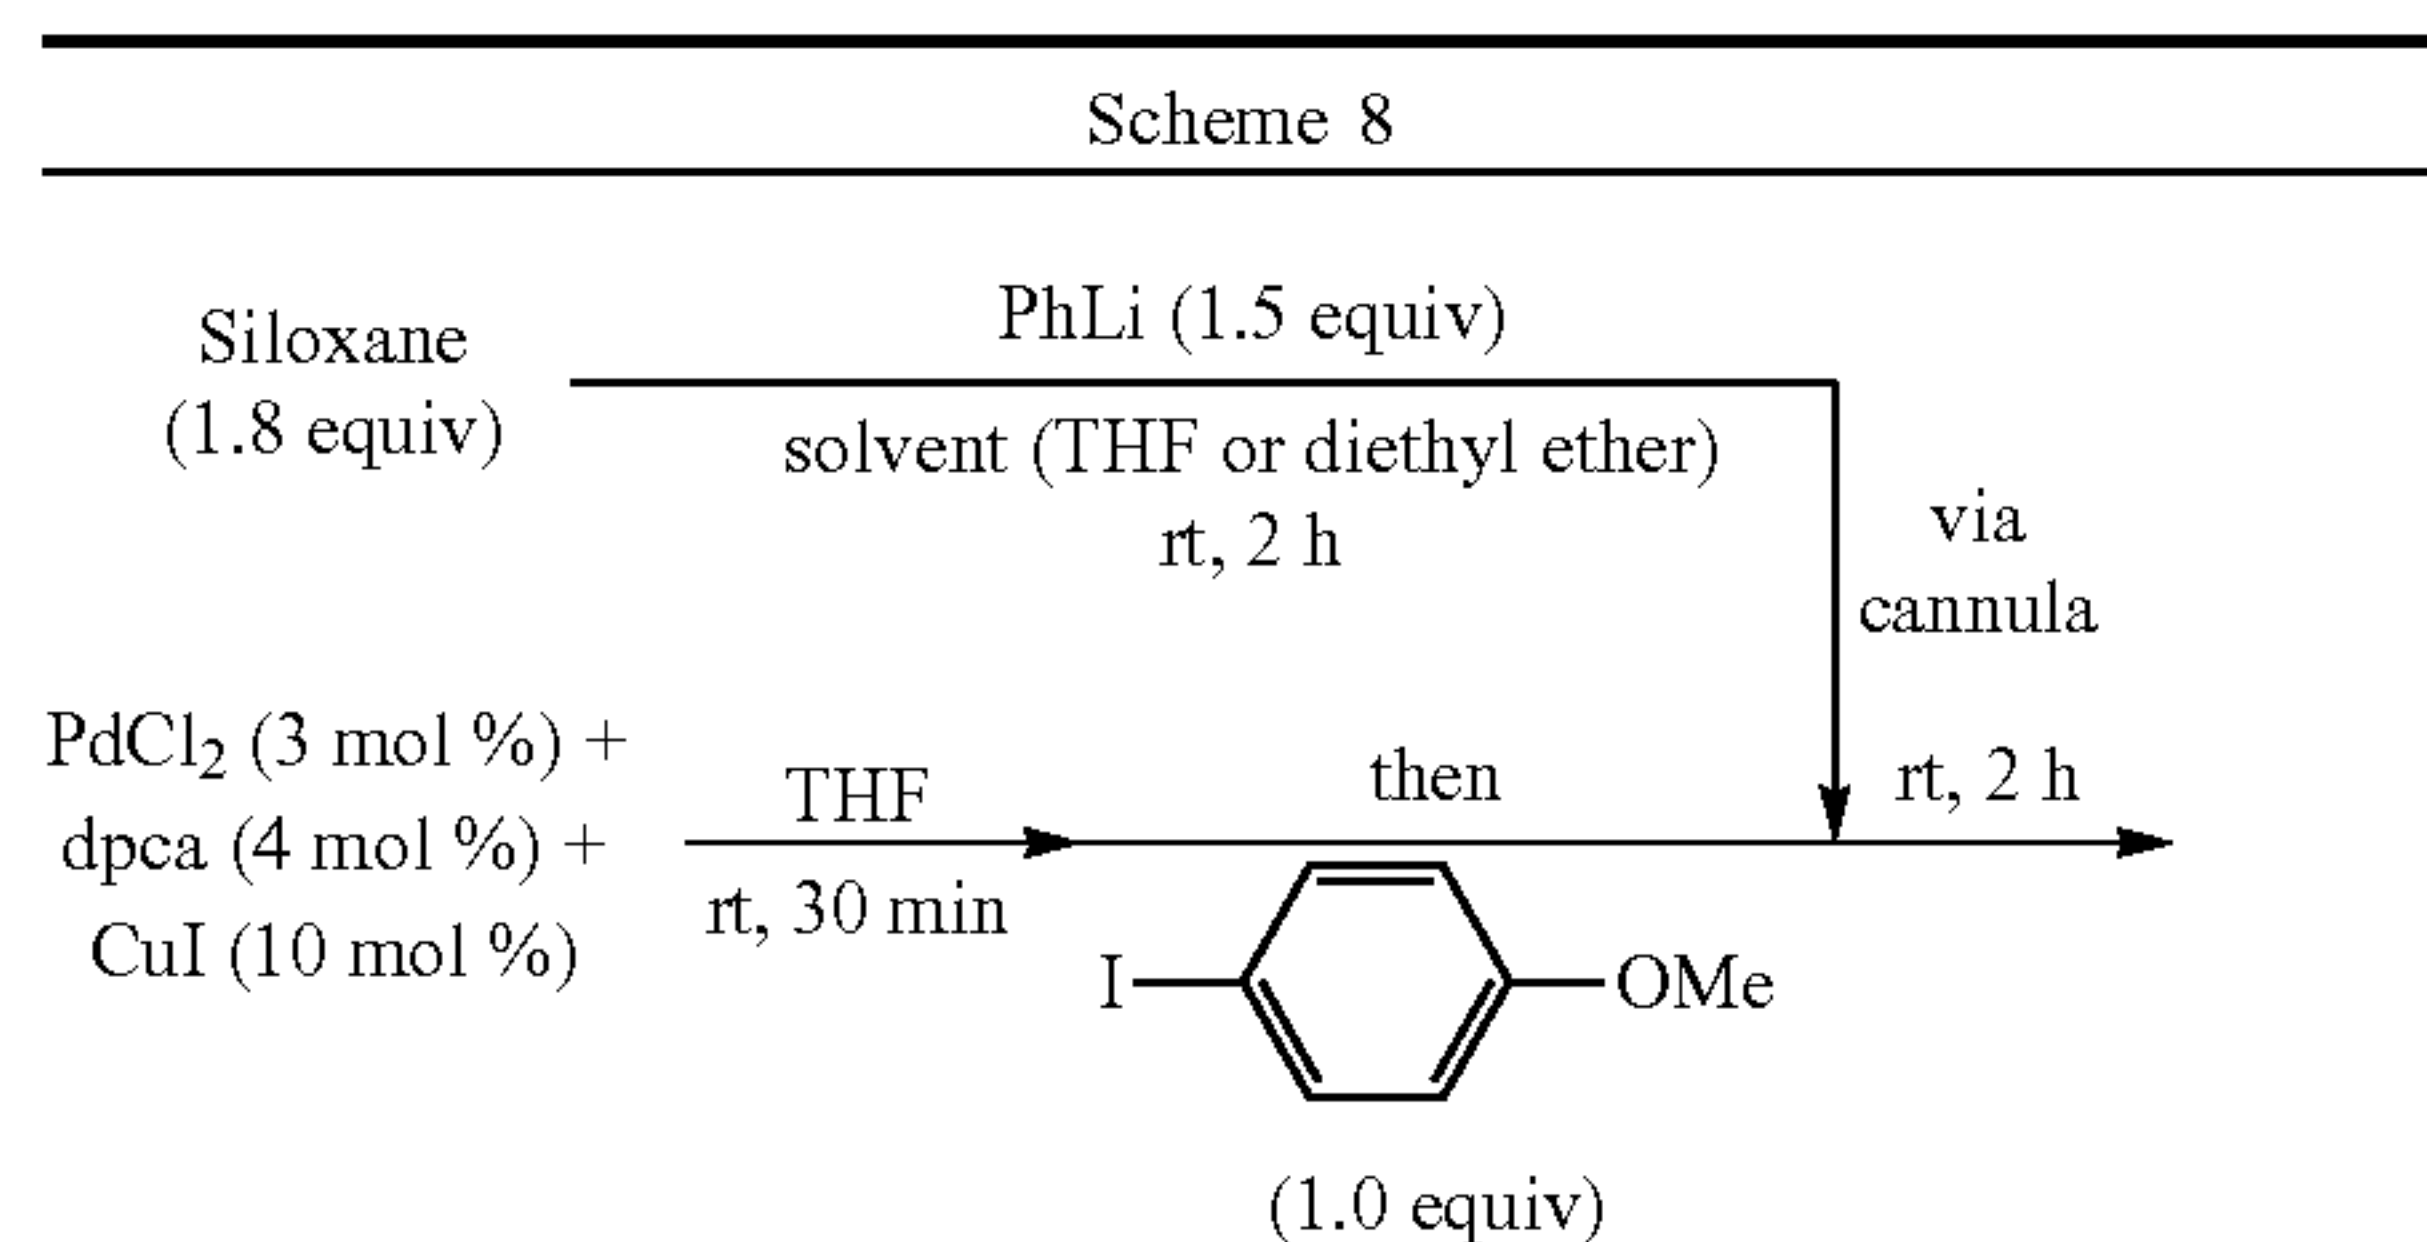 Scheme 8
Siloxane
(1.8 equiv)
PhLi (1.5 equiv)
solvent (THF or diethyl ether)
rt, 2 h
via
cannula
PdCl₂ (3 mol %) +
dpca (4 mol %) +
CuI (10 mol %)
THF
rt, 30 min
then
rt, 2 h
I
OMe
(1.0 equiv)